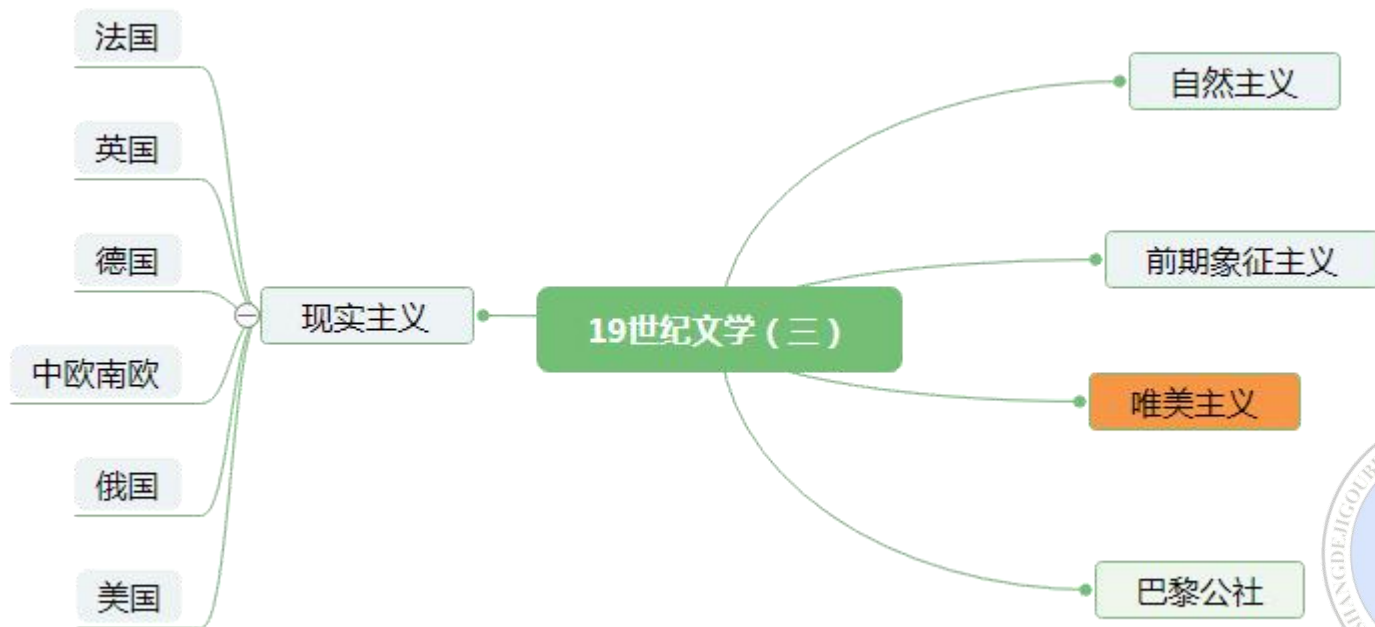 法国
英国
德国
中欧南欧
俄国
美国
现实主义
19世纪文学（三）
自然主义
前期象征主义
唯美主义
巴黎公社
SHANGDEJIGOUB